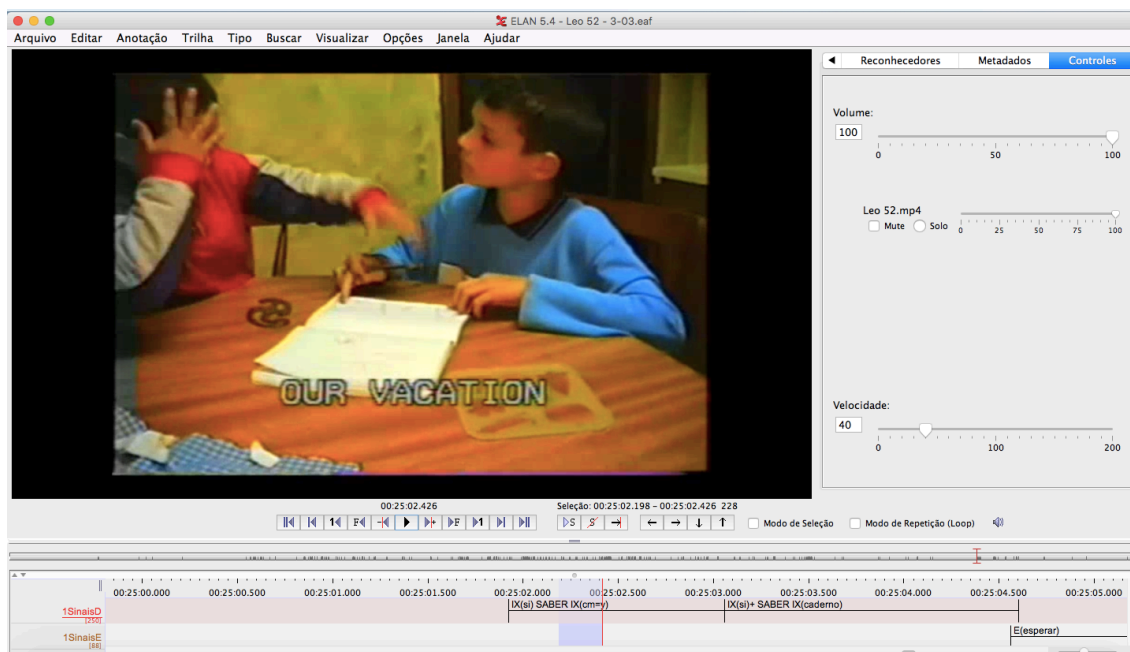 ELAN 5.4 - Leo 52 - 3-03.eaf
Arquivo Editar Anotação Trilha Tipo Buscar Visualizar Opções Janela Ajudar
Reconhecedores Metadados Controles
Volume:
100
0 50 100
Leo 52.mp4
Mute Solo
0 25 50 75 100
OUR VACATION
Velocidade:
40
0 100 200
00:25:02.426
Seleção: 00:25:02.198 - 00:25:02.426 228
1 F F 1 S S
Modo de Seleção Modo de Repetição (Loop)
00:25:00.000 00:25:00.500 00:25:01.000 00:25:01.500 00:25:02.000 00:25:02.500 00:25:03.000 00:25:03.500 00:25:04.000 00:25:04.500 00:25:05.000
1SinaisD
[250]
IX(si) SABER IX(cm=y) IX(si)+ SABER IX(caderno)
1SinaisE
[88]
E(esperar)